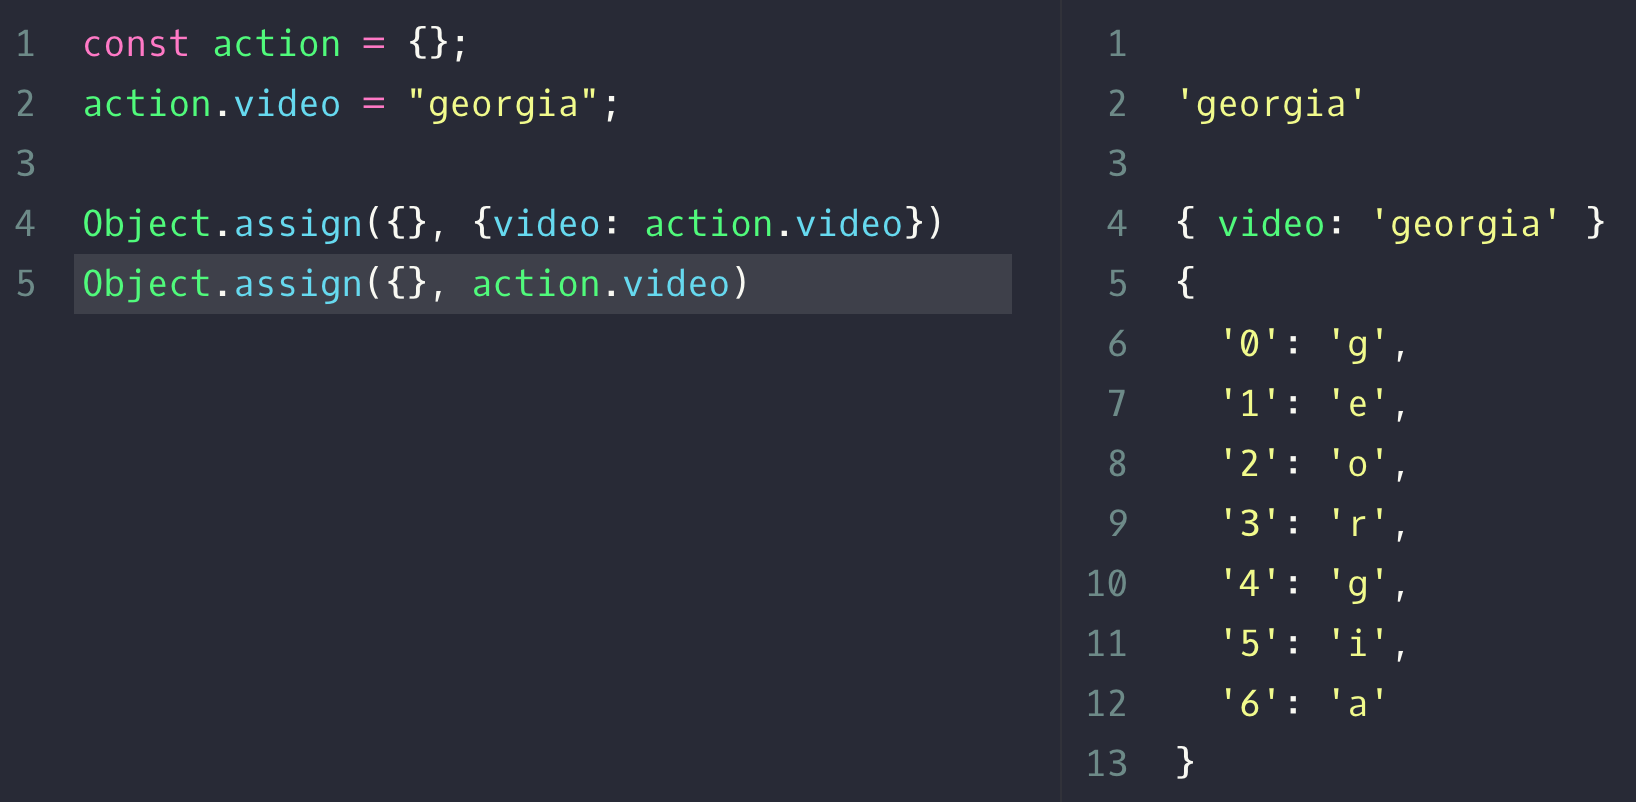 1 const action = {};
2 action.video = "georgia";
3
4 Object.assign({}, {video: action.video})
5 Object.assign({}, action.video)
1
2 'georgia'
3
4 { video: 'georgia' }
5 {
6 '0': 'g',
7 '1': 'e',
8 '2': 'o',
9 '3': 'r',
10 '4': 'g',
11 '5': 'i',
12 '6': 'a'
13 }